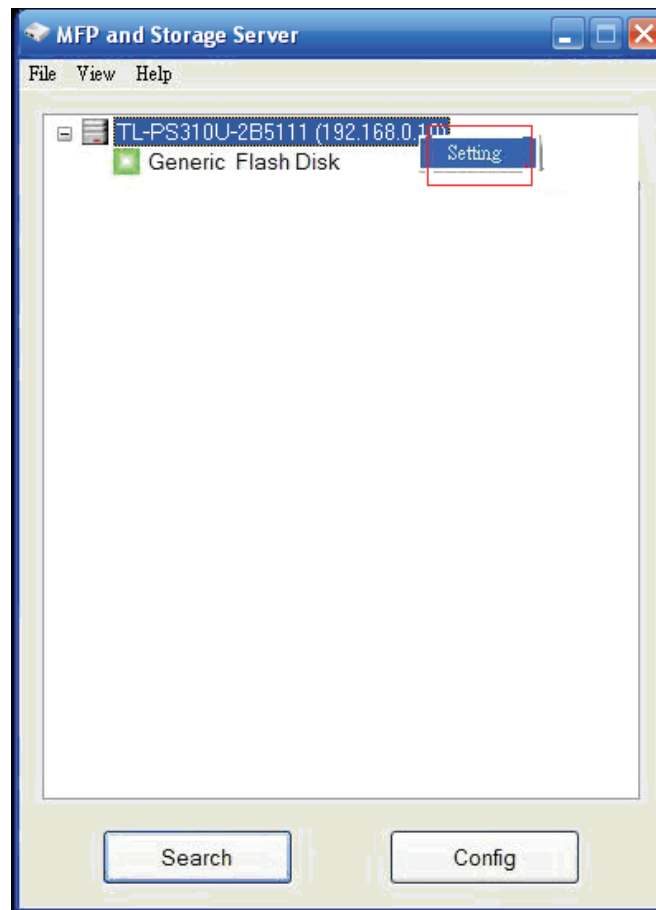 MFP and Storage Server
File View Help
TL-PS310U-2B5111 (192.168.0.10)
Setting
Generic Flash Disk
Search
Config